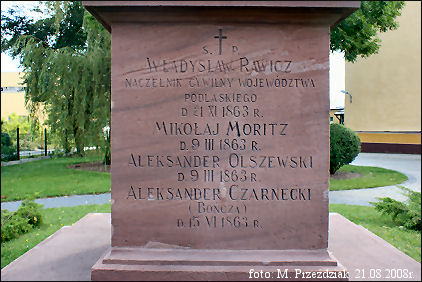 Ś. P.
WŁADYSŁAW RAWICZ
NACZELNIK CYWILNY WOJEWÓDZTWA
PODLASKIEGO
D. 21 XI 1863 R.
MIKOŁAJ MORITZ
D. 9 III 1863 R.
ALEKSANDER OLSZEWSKI
D. 9 III 1863 R.
ALEKSANDER CZARNECKI
(BOŃCZA)
D. 15 VI 1863 R.
foto: M. Przeździak 21.08.2008r.